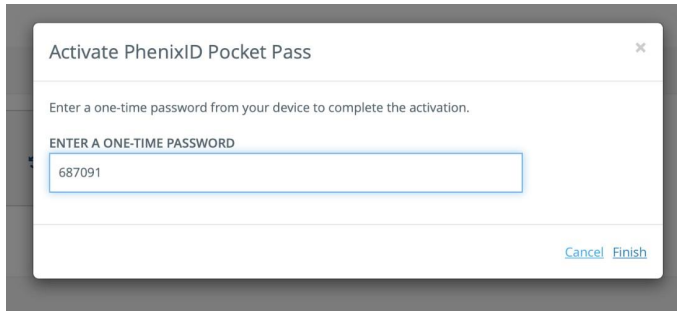 Activate PhenixID Pocket Pass
×
Enter a one-time password from your device to complete the activation.
ENTER A ONE-TIME PASSWORD
687091
Cancel Finish